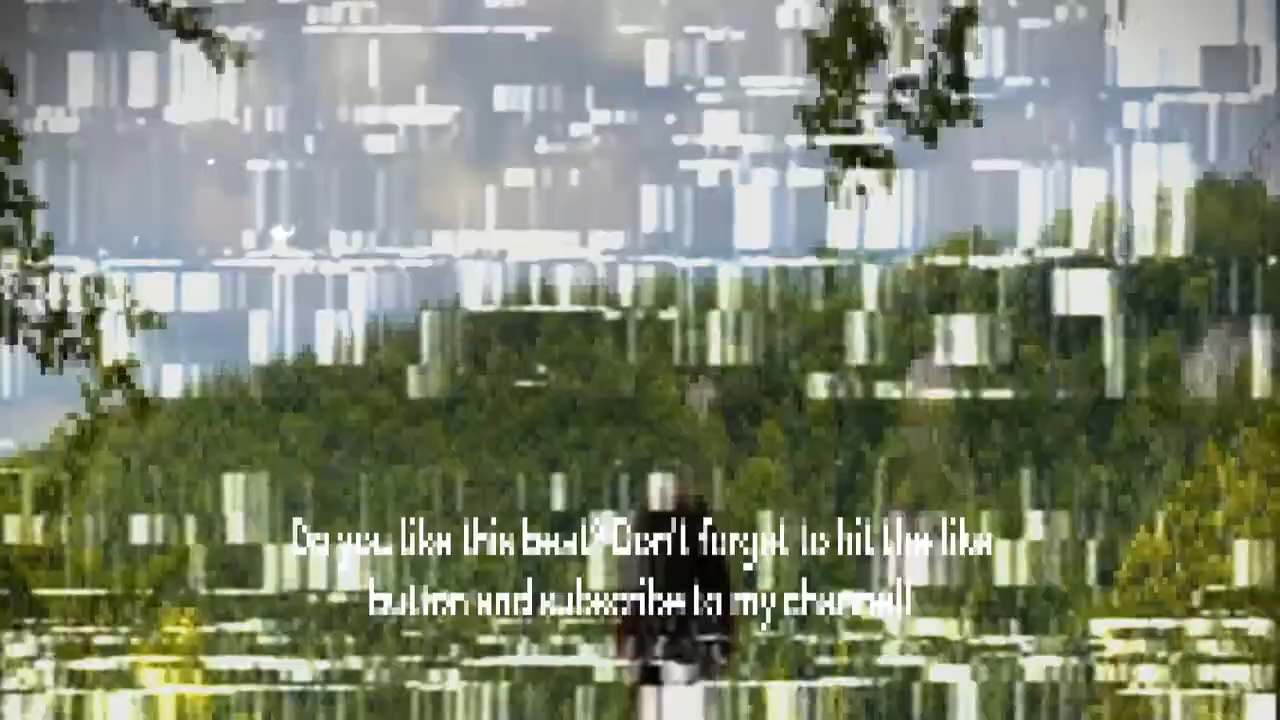 Do you like this beat? Don't forget to hit the like
button and subscribe to my channel!